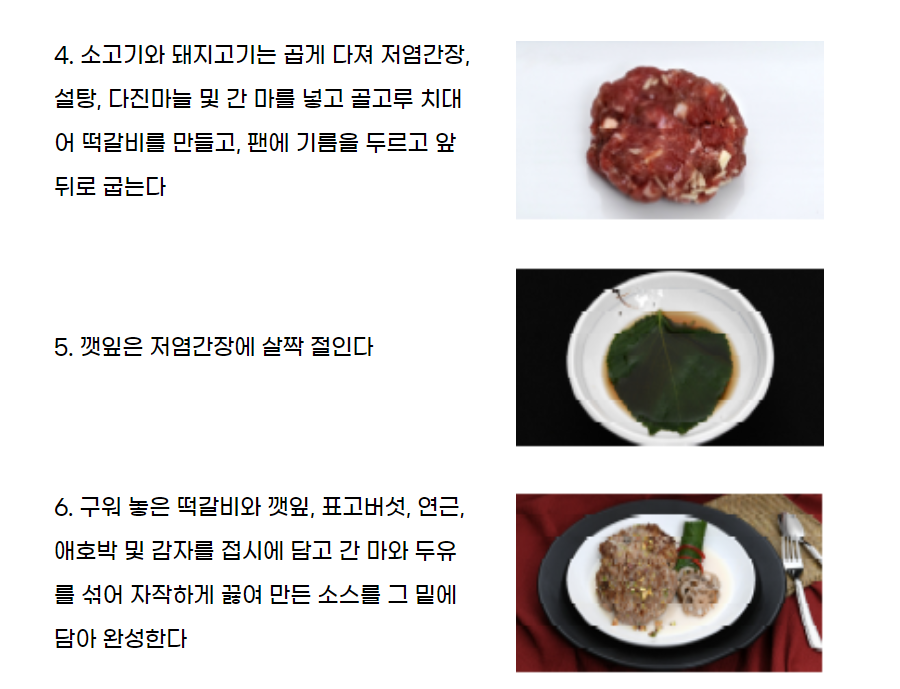 4. 소고기와 돼지고기는 곱게 다져 저염간장,
설탕, 다진마늘 및 간 마를 넣고 골고루 치대
어 떡갈비를 만들고, 팬에 기름을 두르고 앞
뒤로 굽는다
5. 깻잎은 저염간장에 살짝 절인다
6. 구워 놓은 떡갈비와 깻잎, 표고버섯, 연근,
애호박 및 감자를 접시에 담고 간 마와 두유
를 섞어 자작하게 끓여 만든 소스를 그 밑에
담아 완성한다